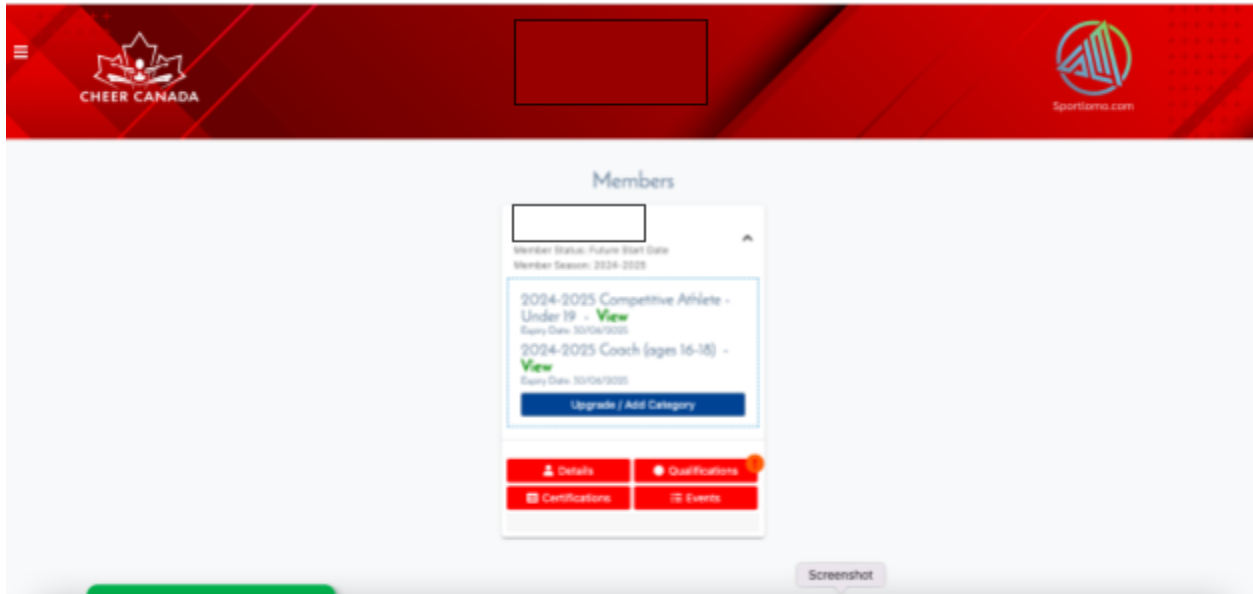 CHEER CANADA
Sportlomo.com
Members
Member Status: Future Start Date
Member Season: 2024-2025
2024-2025 Competitive Athlete -
Under 19 - View
Expiry Date: 30/06/2025
2024-2025 Coach (ages 16-18) -
View
Expiry Date: 30/06/2025
Upgrade / Add Category
Details
Qualifications
Certifications
Events
Screenshot